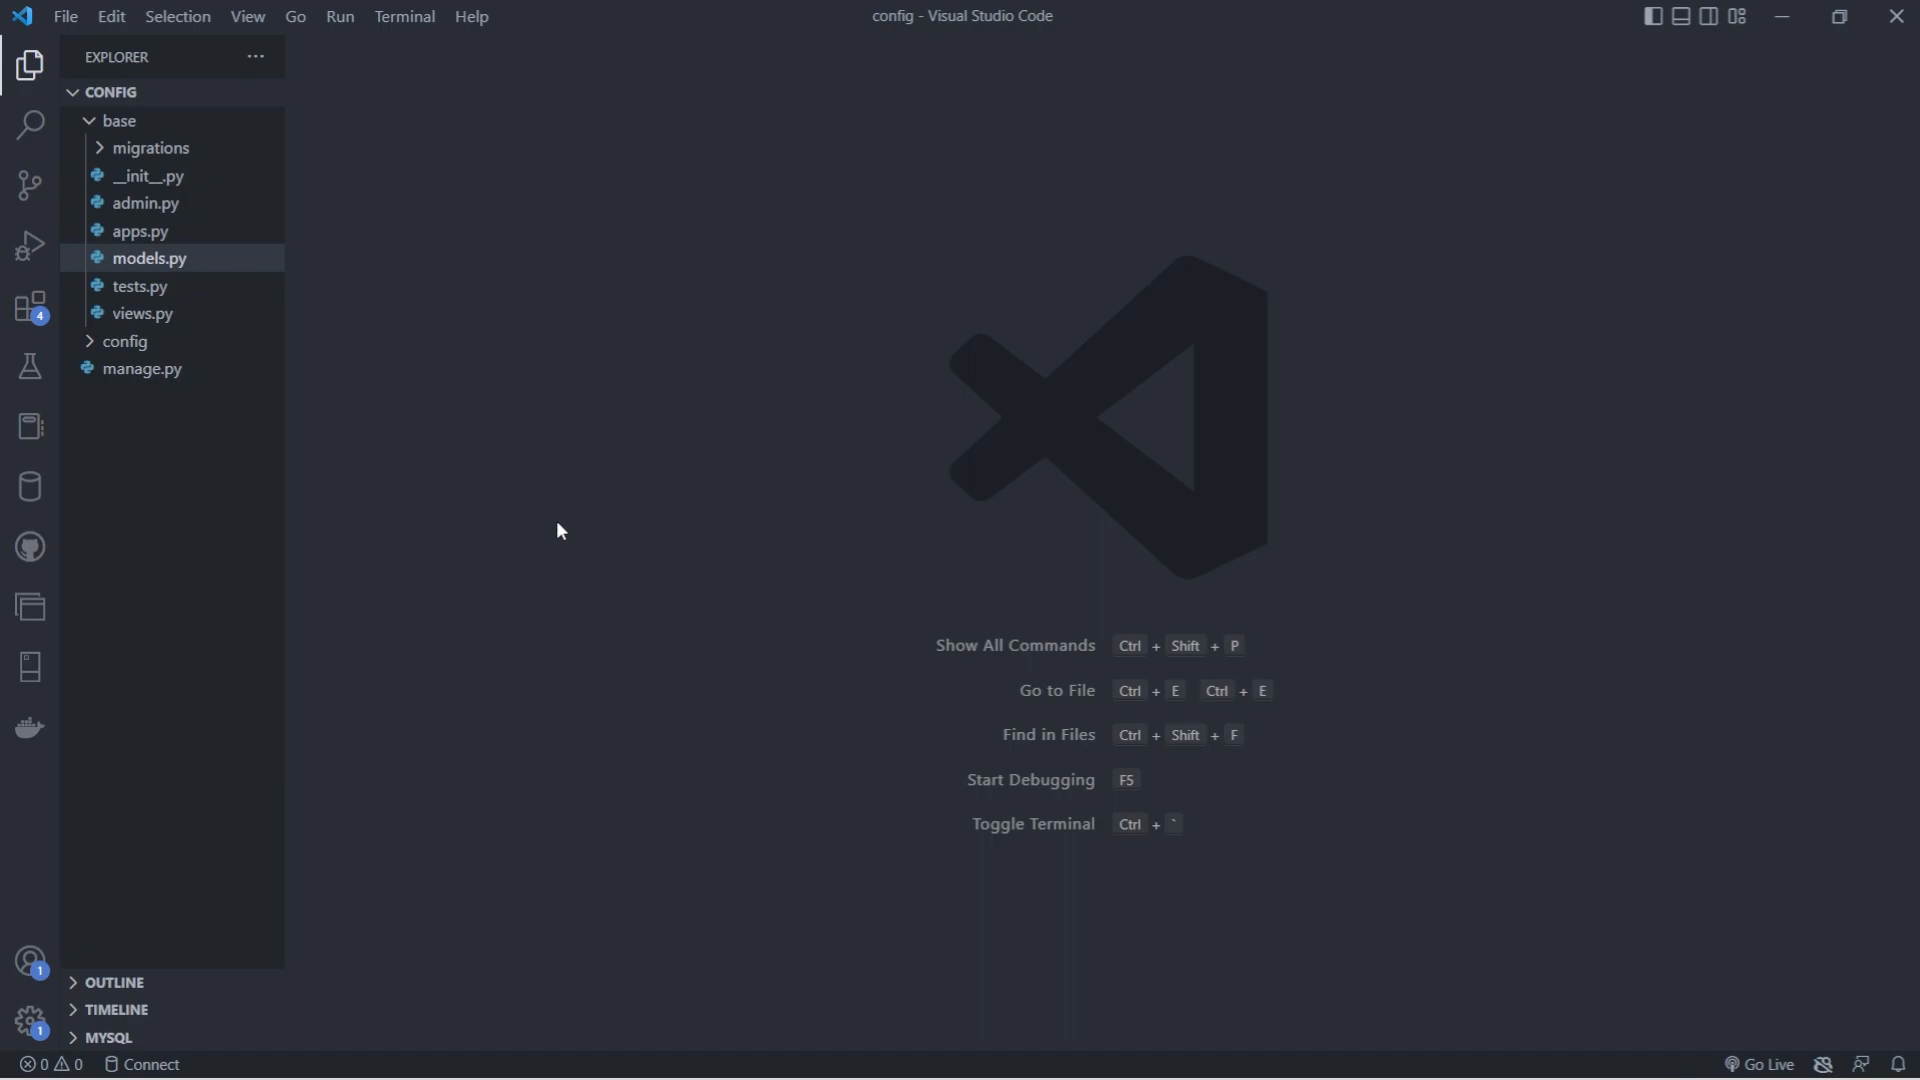 File Edit Selection View Go Run Terminal Help
config - Visual Studio Code
EXPLORER
CONFIG
base
migrations
__init__.py
admin.py
apps.py
models.py
tests.py
views.py
config
manage.py
4
Show All Commands Ctrl + Shift + P
Go to File Ctrl + E Ctrl + E
Find in Files Ctrl + Shift + F
Start Debugging F5
Toggle Terminal Ctrl + `
1
OUTLINE
TIMELINE
1
MYSQL
0 0 Connect
Go Live